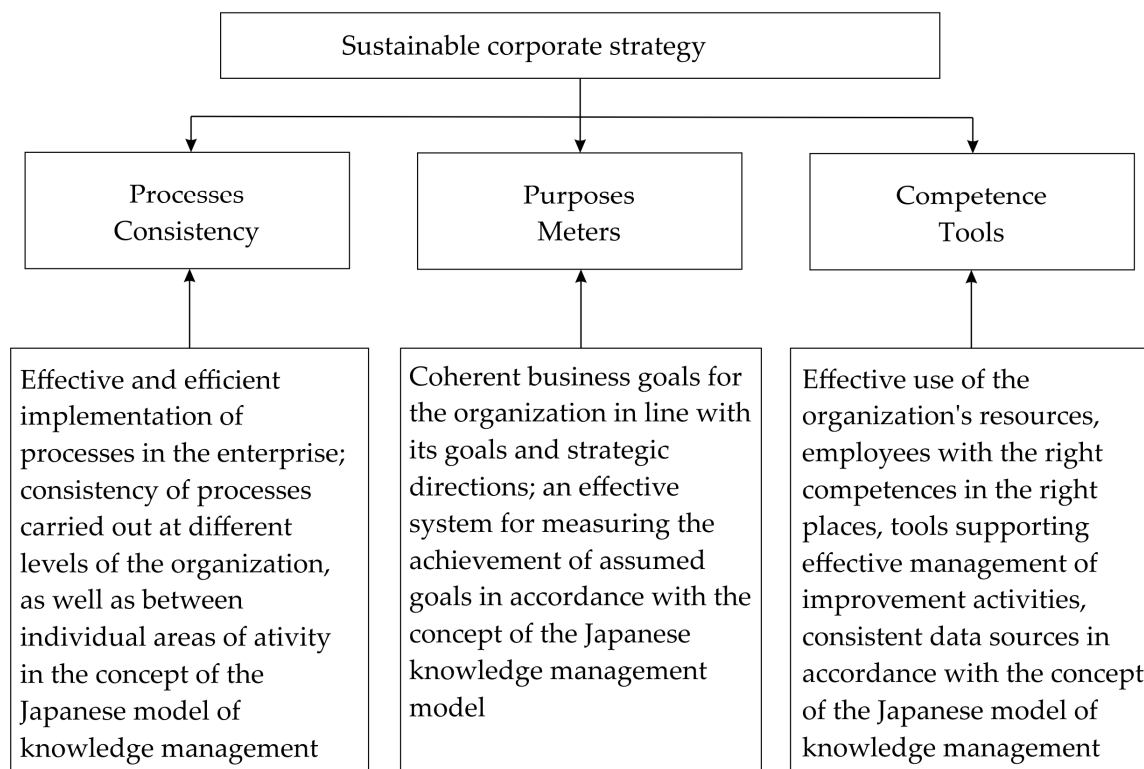 Sustainable corporate strategy
Processes
Consistency
Purposes
Meters
Competence
Tools
Effective and efficient
implementation of
processes in the enterprise;
consistency of processes
carried out at different
levels of the organization,
as well as between
individual areas of ativity
in the concept of the
Japanese model of
knowledge management
Coherent business goals for
the organization in line with
its goals and strategic
directions; an effective
system for measuring the
achievement of assumed
goals in accordance with the
concept of the Japanese
knowledge management
model
Effective use of the
organization's resources,
employees with the right
competences in the right
places, tools supporting
effective management of
improvement activities,
consistent data sources in
accordance with the concept
of the Japanese model of
knowledge management